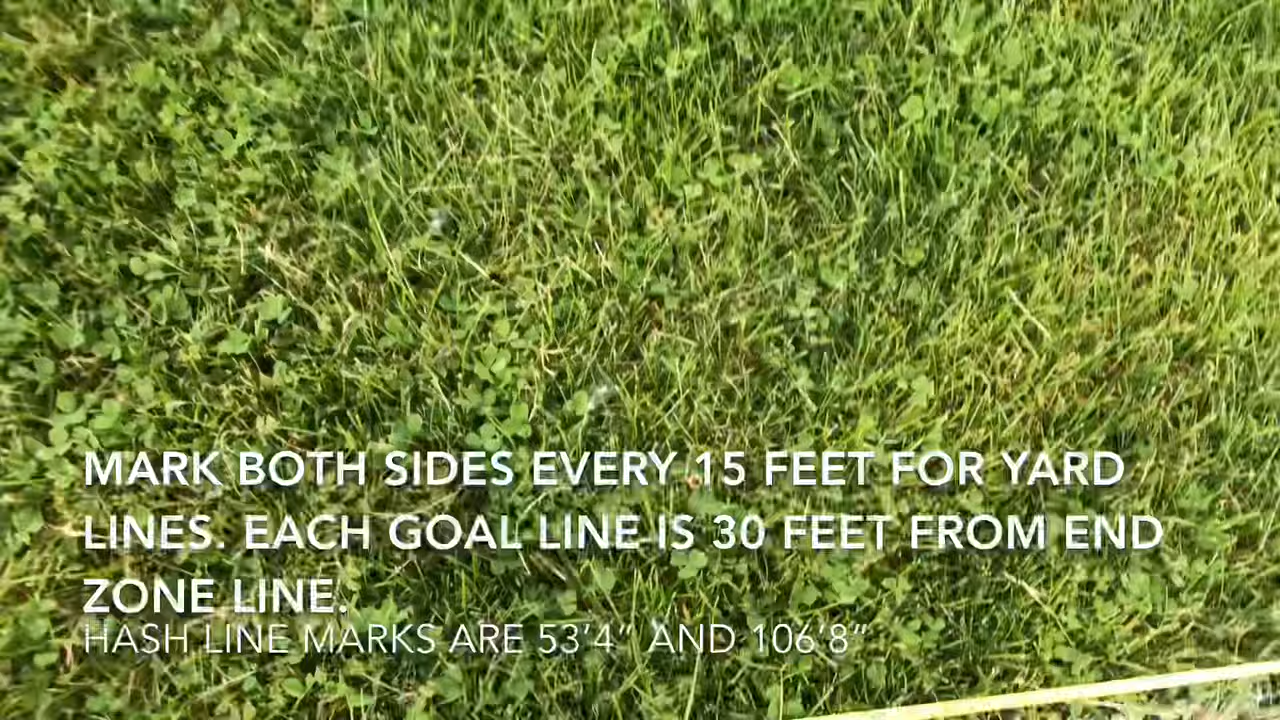 MARK BOTH SIDES EVERY 15 FEET FOR YARD
LINES. EACH GOAL LINE IS 30 FEET FROM END
ZONE LINE.
HASH LINE MARKS ARE 53'4” AND 106'8”